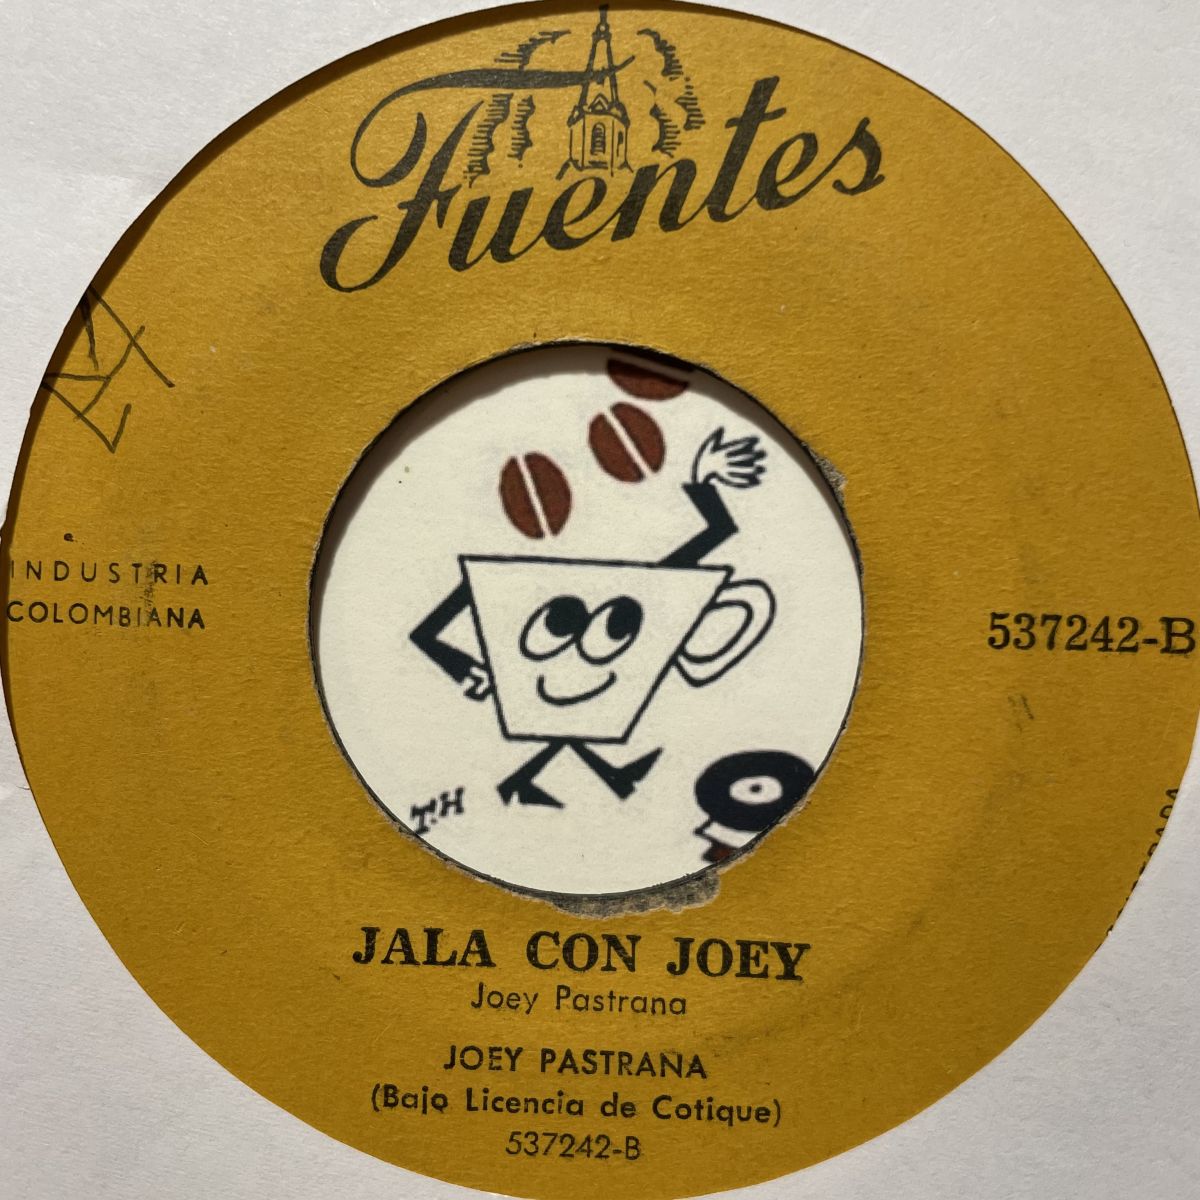 Fuentes
INDUSTRIA
COLOMBIANA
537242-B
T.H
JALA CON JOEY
Joey Pastrana
JOEY PASTRANA
(Bajo Licencia de Cotique)
537242-B